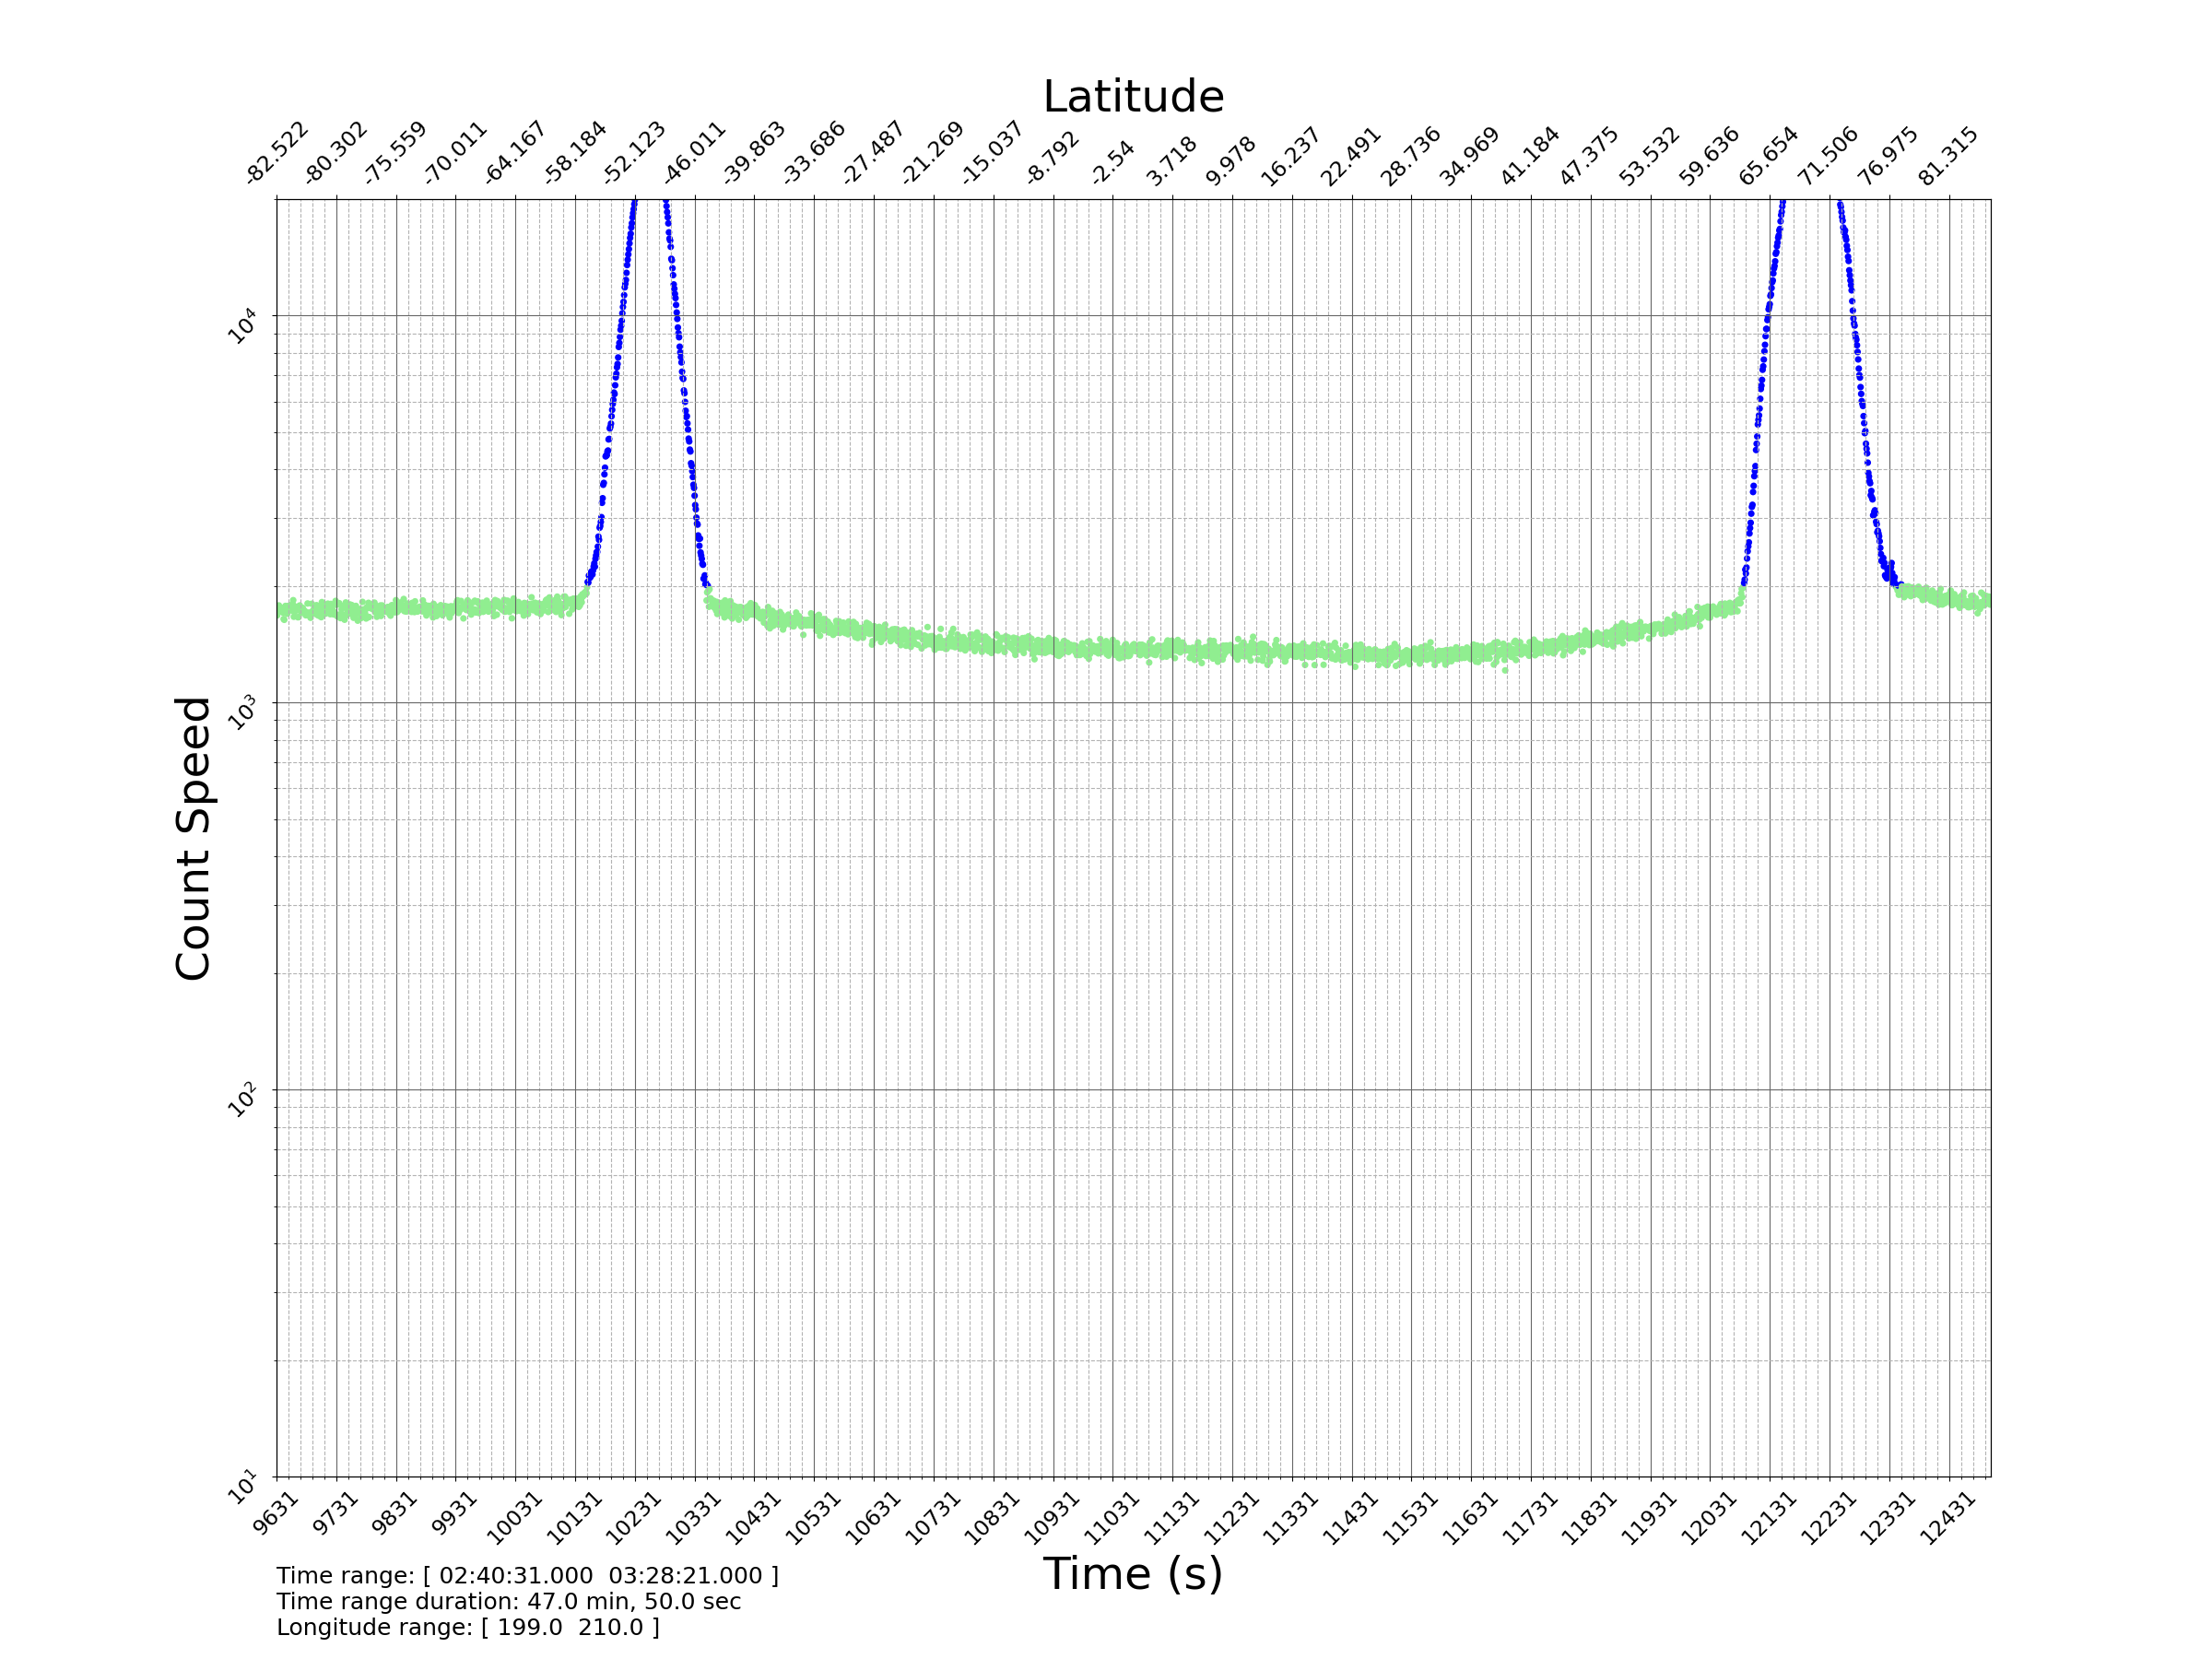 Latitude
-82.522 -80.302 -75.559 -70.011 -64.167 -58.184 -52.123 -46.011 -39.863 -33.686 -27.487 -21.269 -15.037 -8.792 -2.54 3.718 9.978 16.237 22.491 28.736 34.969 41.184 47.375 53.532 59.636 65.654 71.506 76.975 81.315
10⁴
10³
Count Speed
10²
10¹
9631 9731 9831 9931 10031 10131 10231 10331 10431 10531 10631 10731 10831 10931 11031 11131 11231 11331 11431 11531 11631 11731 11831 11931 12031 12131 12231 12331 12431
Time (s)
Time range: [ 02:40:31.000  03:28:21.000 ]
Time range duration: 47.0 min, 50.0 sec
Longitude range: [ 199.0  210.0 ]